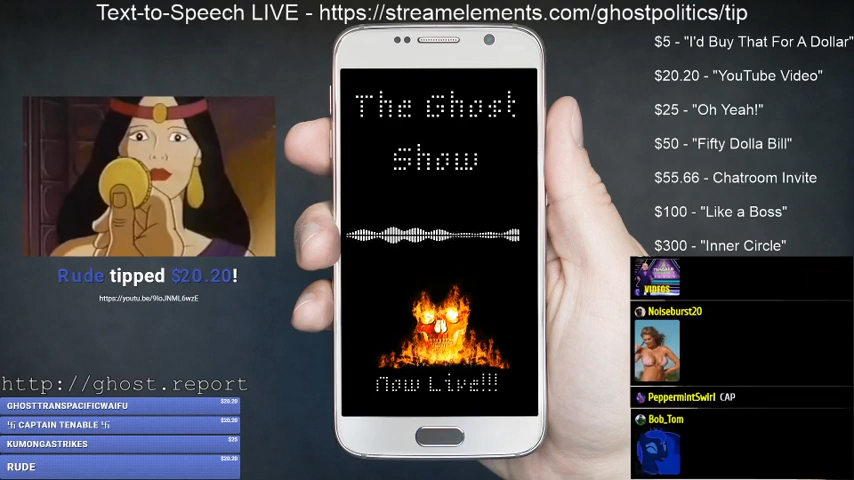 Text-to-Speech LIVE - https://streamelements.com/ghostpolitics/tip
$5 - "I'd Buy That For A Dollar"
$20.20 - "YouTube Video"
$25 - "Oh Yeah!"
$50 - "Fifty Dolla Bill"
$55.66 - Chatroom Invite
$100 - "Like a Boss"
$300 - "Inner Circle"
The Ghost
Show
Now Live!!!
Rude tipped $20.20!
https://youtu.be/9IoJNML6wzE
http://ghost.report
GHOSTTRANSPACIFICWAIFU $20.20
卐 CAPTAIN TENABLE 卐 $20.20
KUMONGASTRIKES $25
RUDE $20.20
VIDEOS
Noiseburst20
PeppermintSwirl CAP
Bob_Tom